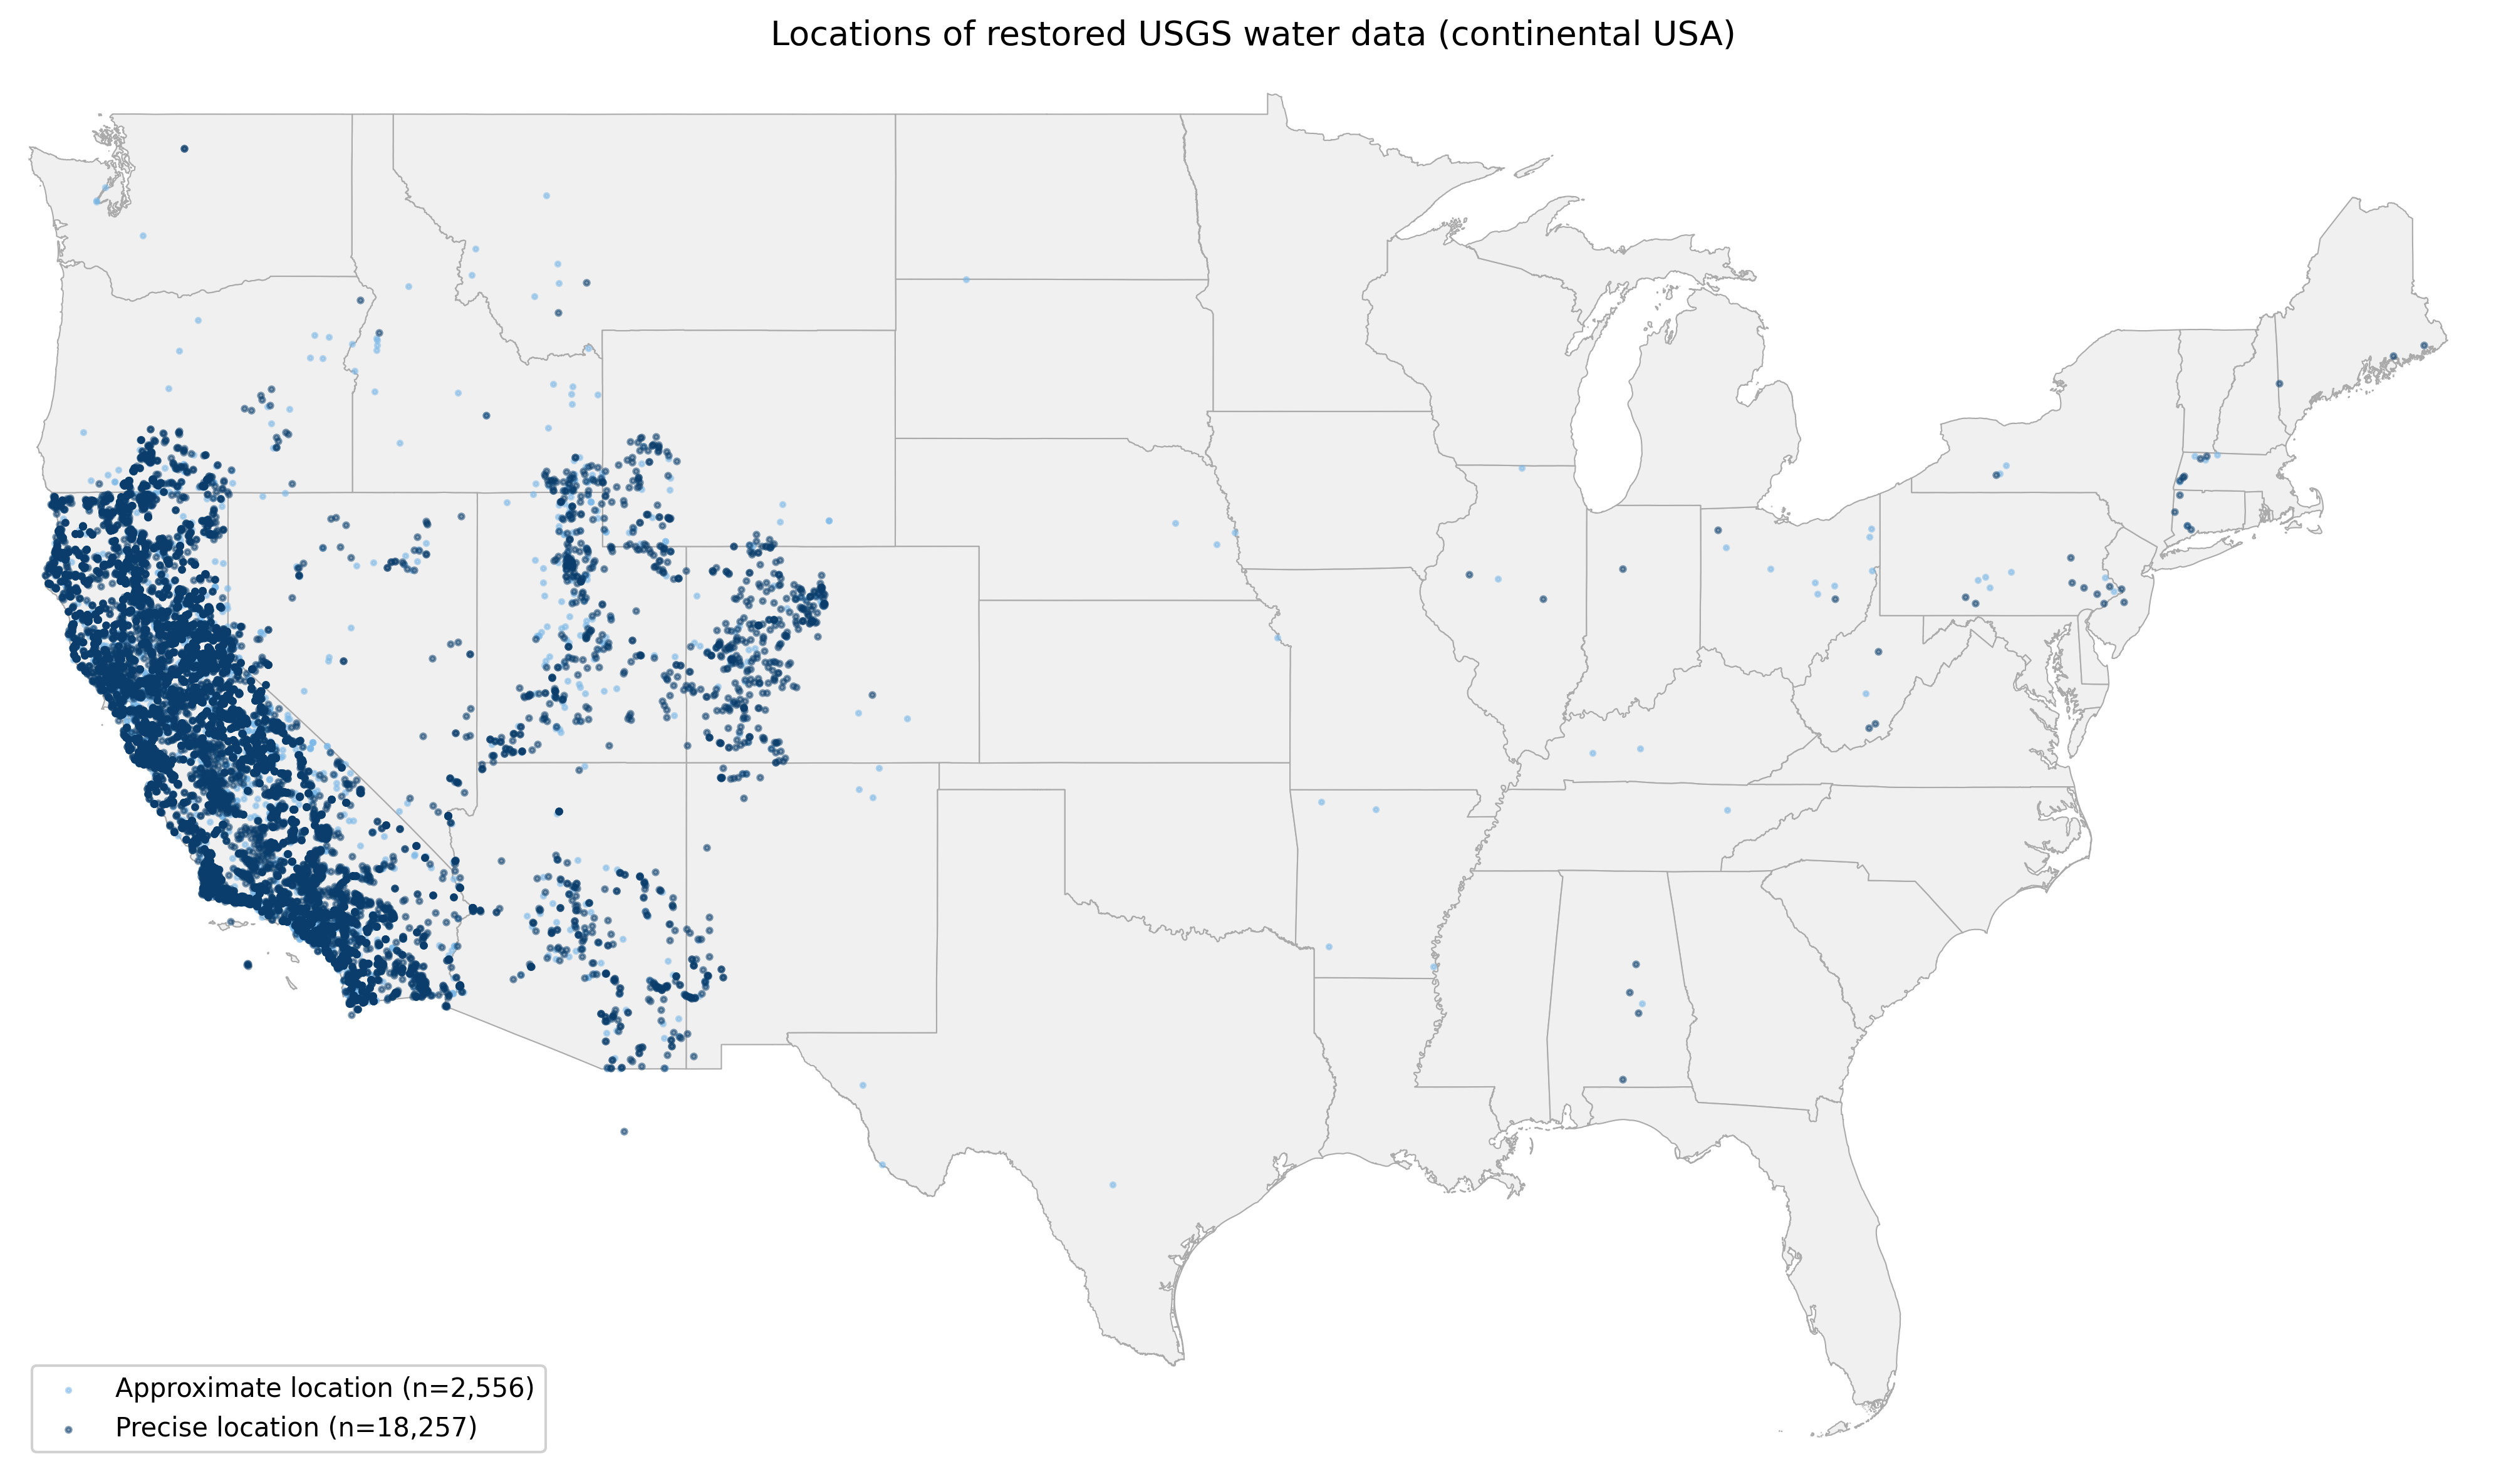 Locations of restored USGS water data (continental USA)
Approximate location (n=2,556)
Precise location (n=18,257)